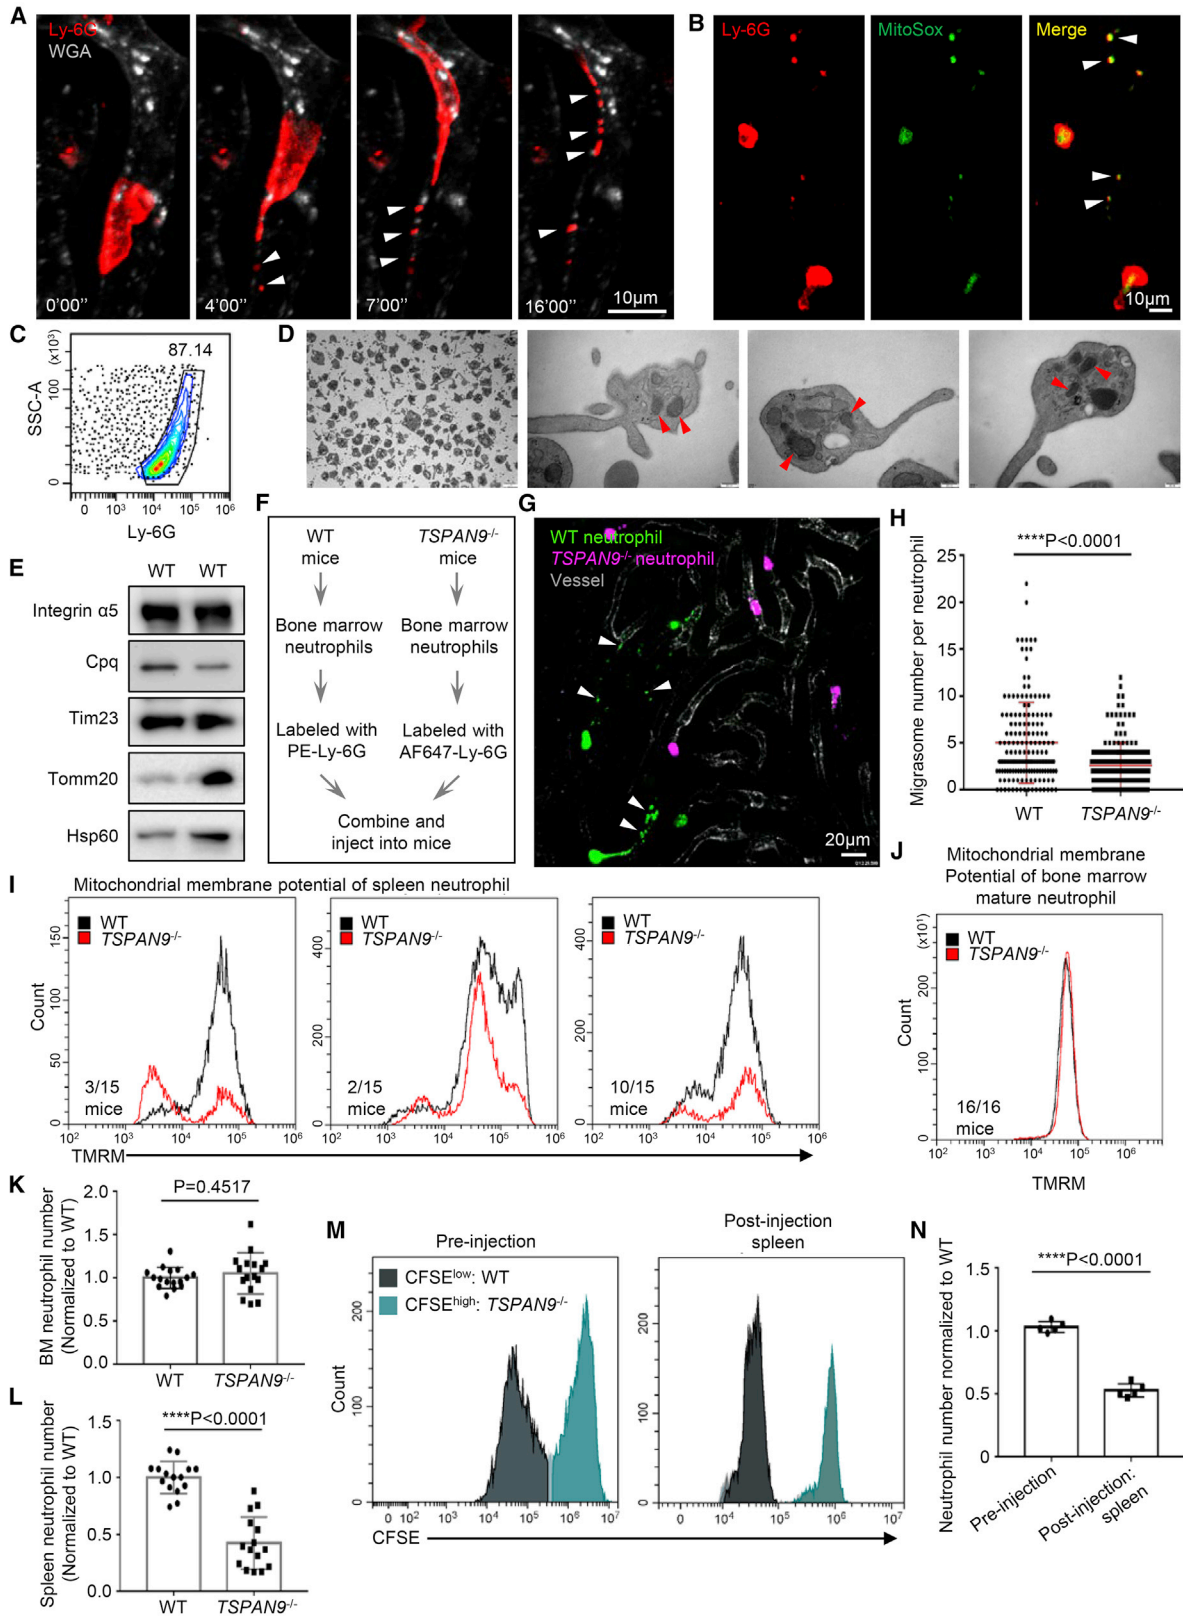 A
Ly-6G
WGA
0'00''
4'00''
7'00''
16'00''
10μm
B
Ly-6G
MitoSox
Merge
10μm
C
87.14
SSC-A
(x10³)
100
0
0
10³
10⁴
10⁵
10⁶
Ly-6G
D
E
WT WT
Integrin α5
Cpq
Tim23
Tomm20
Hsp60
F
WT
mice
TSPAN9-/-
mice
Bone marrow
neutrophils
Bone marrow
neutrophils
Labeled with
PE-Ly-6G
Labeled with
AF647-Ly-6G
Combine and
inject into mice
G
WT neutrophil
TSPAN9-/- neutrophil
Vessel
20μm
H
****P<0.0001
Migrasome number per neutrophil
25
20
15
10
5
0
WT
TSPAN9-/-
I
Mitochondrial membrane potential of spleen neutrophil
WT
TSPAN9-/-
Count
150
100
50
0
3/15
mice
10² 10³ 10⁴ 10⁵ 10⁶
WT
TSPAN9-/-
400
200
0
2/15
mice
10² 10³ 10⁴ 10⁵ 10⁶
WT
TSPAN9-/-
400
200
0
10/15
mice
10² 10³ 10⁴ 10⁵ 10⁶
TMRM
J
Mitochondrial membrane
Potential of bone marrow
mature neutrophil
WT
TSPAN9-/-
Count
(x10¹)
200
100
0
16/16
mice
10² 10³ 10⁴ 10⁵ 10⁶
TMRM
K
P=0.4517
BM neutrophil number
(Normalized to WT)
2.0
1.5
1.0
0.5
0.0
WT
TSPAN9-/-
L
****P<0.0001
Spleen neutrophil number
(Normalized to WT)
1.5
1.0
0.5
0.0
WT
TSPAN9-/-
M
Pre-injection
CFSElow: WT
CFSEhigh: TSPAN9-/-
Count
200
100
0
0 10² 10³ 10⁴ 10⁵ 10⁶ 10⁷
Post-injection
spleen
200
100
0
0 10⁴ 10⁵ 10⁶ 10⁷
CFSE
N
****P<0.0001
Neutrophil number normalized to WT
1.0
0.5
0
Pre-injection
Post-injection:
spleen